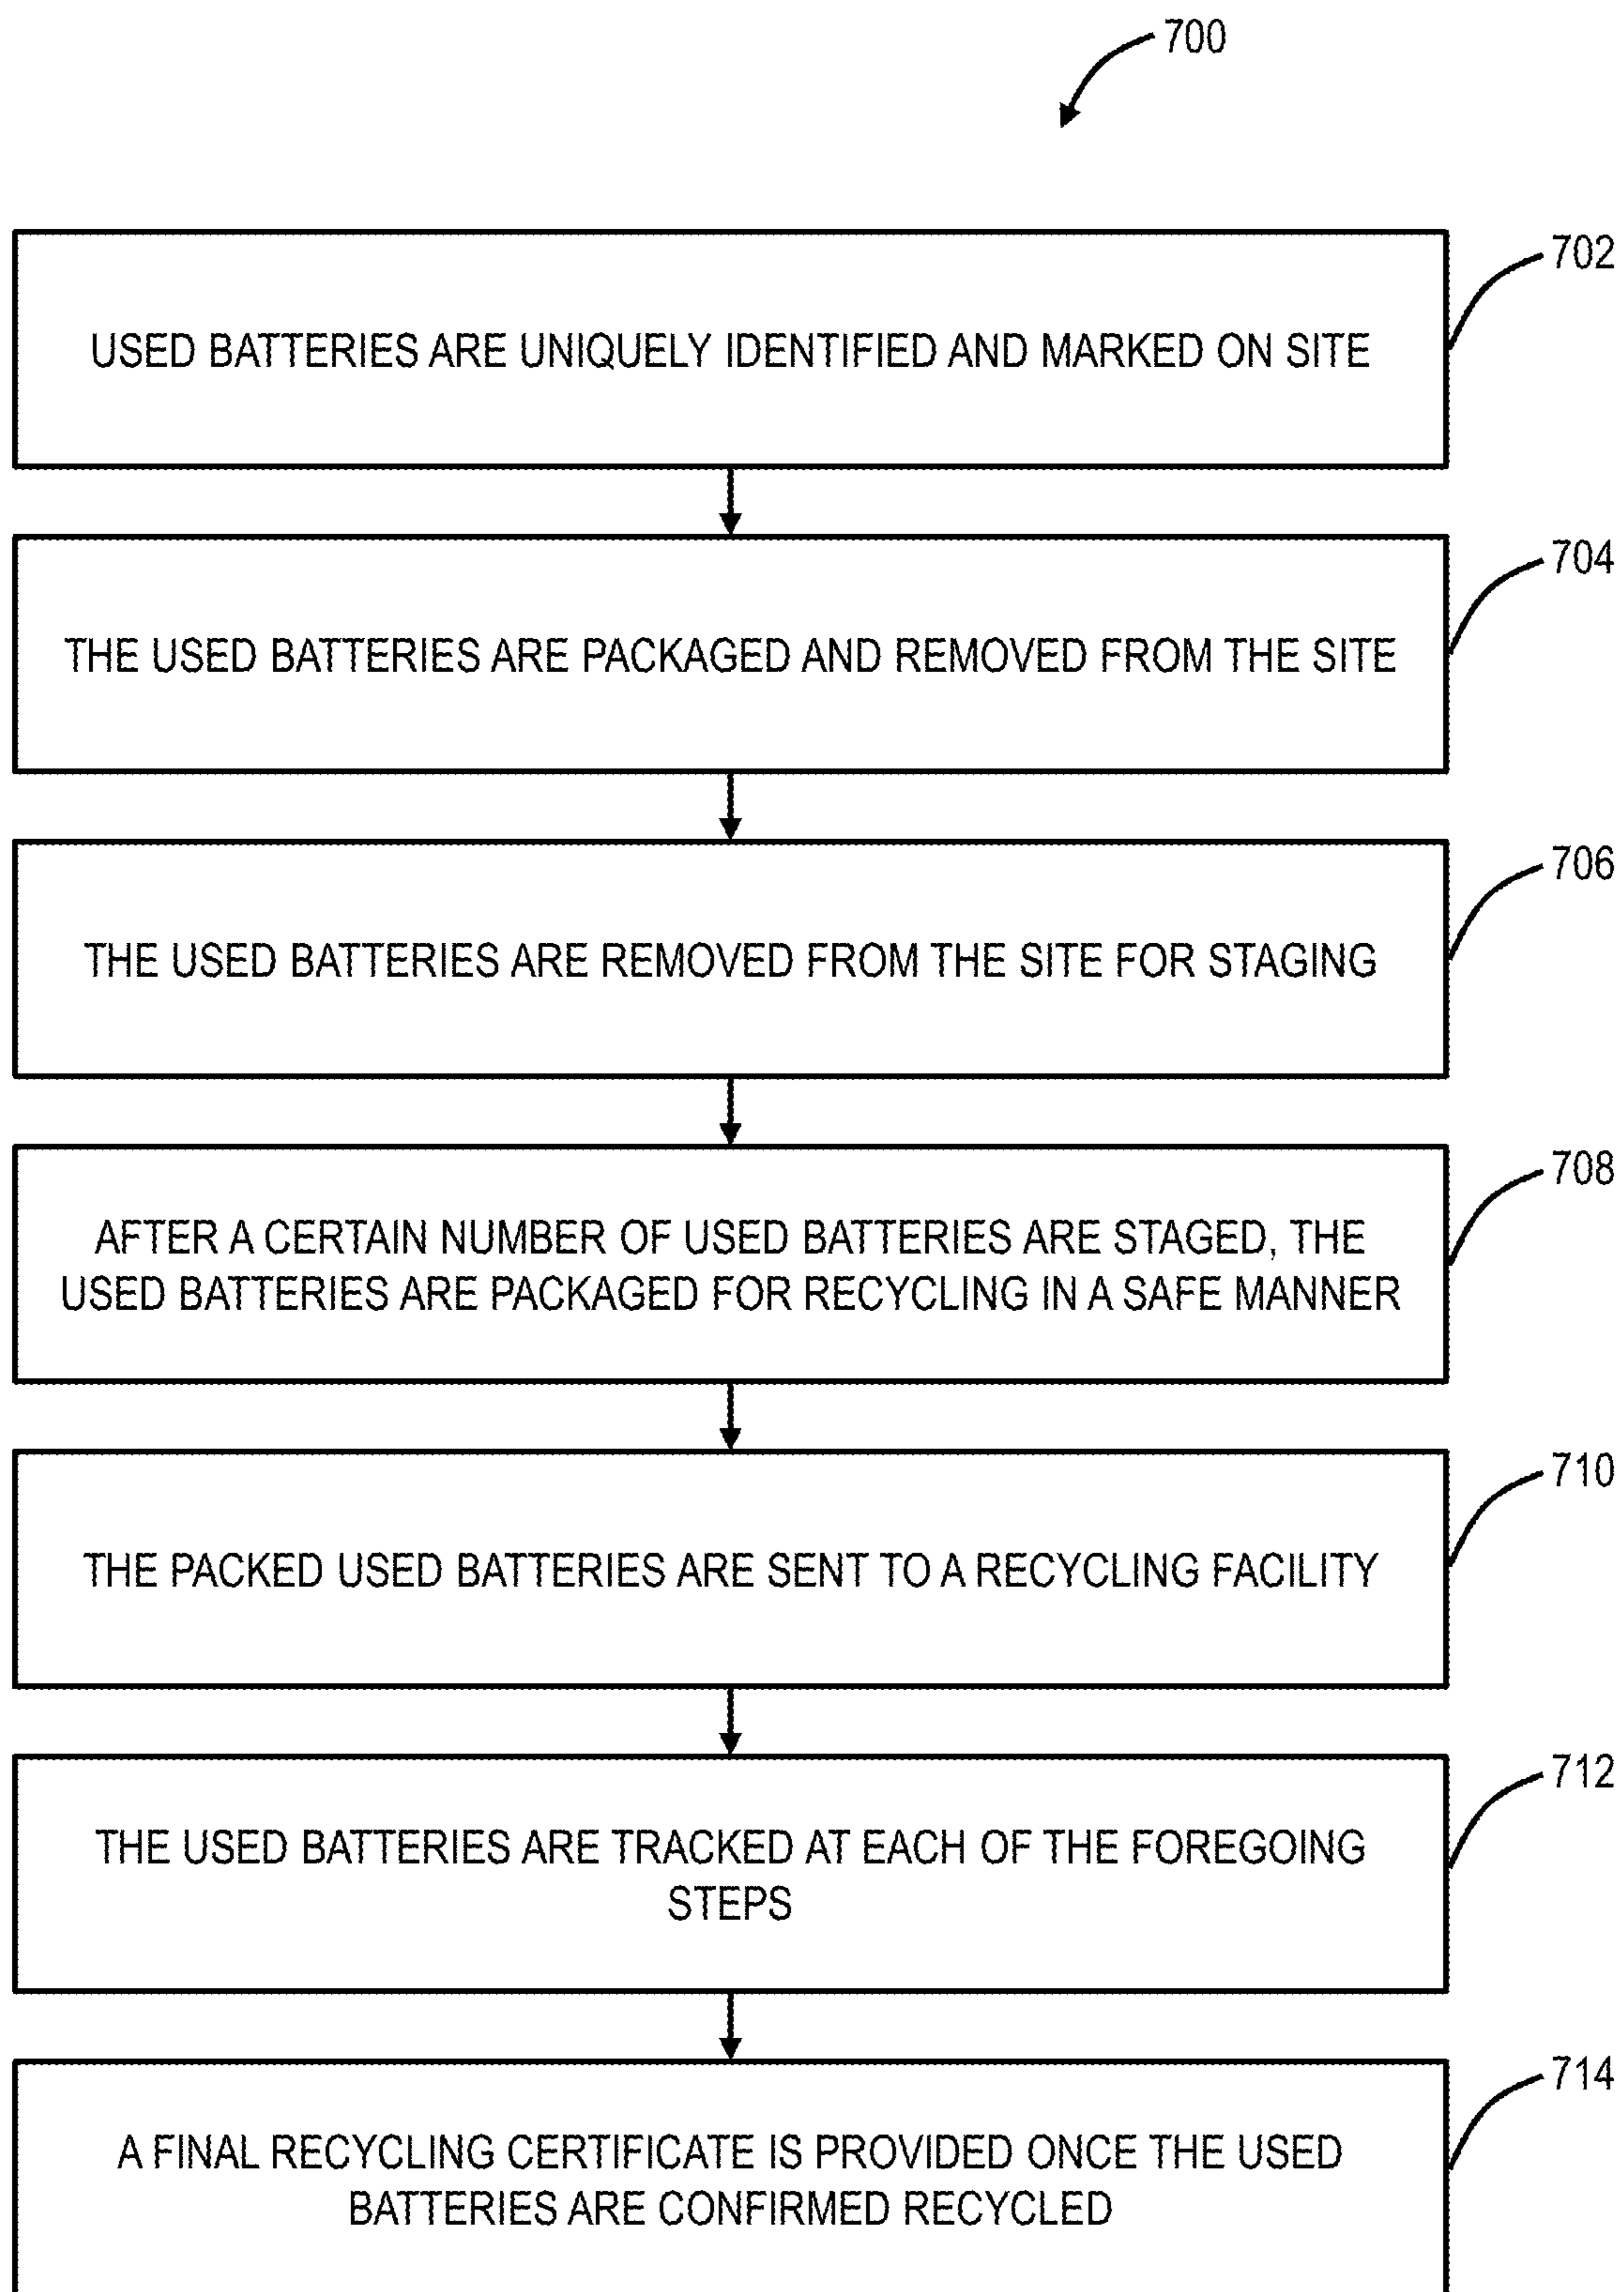 700
702
USED BATTERIES ARE UNIQUELY IDENTIFIED AND MARKED ON SITE
704
THE USED BATTERIES ARE PACKAGED AND REMOVED FROM THE SITE
706
THE USED BATTERIES ARE REMOVED FROM THE SITE FOR STAGING
708
AFTER A CERTAIN NUMBER OF USED BATTERIES ARE STAGED, THE
USED BATTERIES ARE PACKAGED FOR RECYCLING IN A SAFE MANNER
710
THE PACKED USED BATTERIES ARE SENT TO A RECYCLING FACILITY
712
THE USED BATTERIES ARE TRACKED AT EACH OF THE FOREGOING
STEPS
714
A FINAL RECYCLING CERTIFICATE IS PROVIDED ONCE THE USED
BATTERIES ARE CONFIRMED RECYCLED